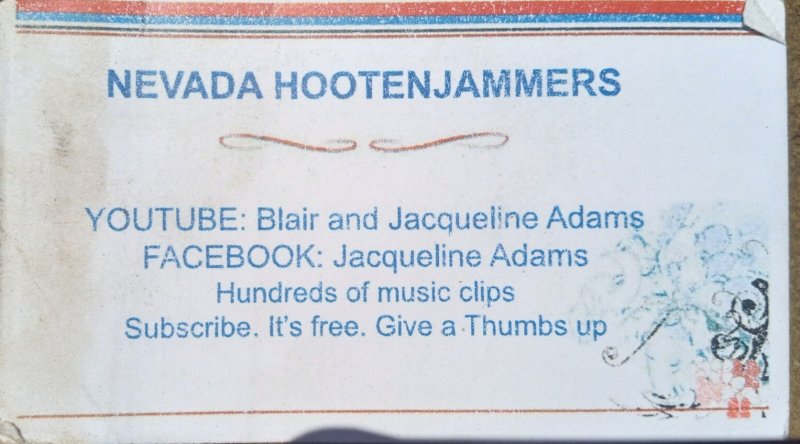 NEVADA HOOTENJAMMERS
YOUTUBE: Blair and Jacqueline Adams
FACEBOOK: Jacqueline Adams
Hundreds of music clips
Subscribe. It's free. Give a Thumbs up